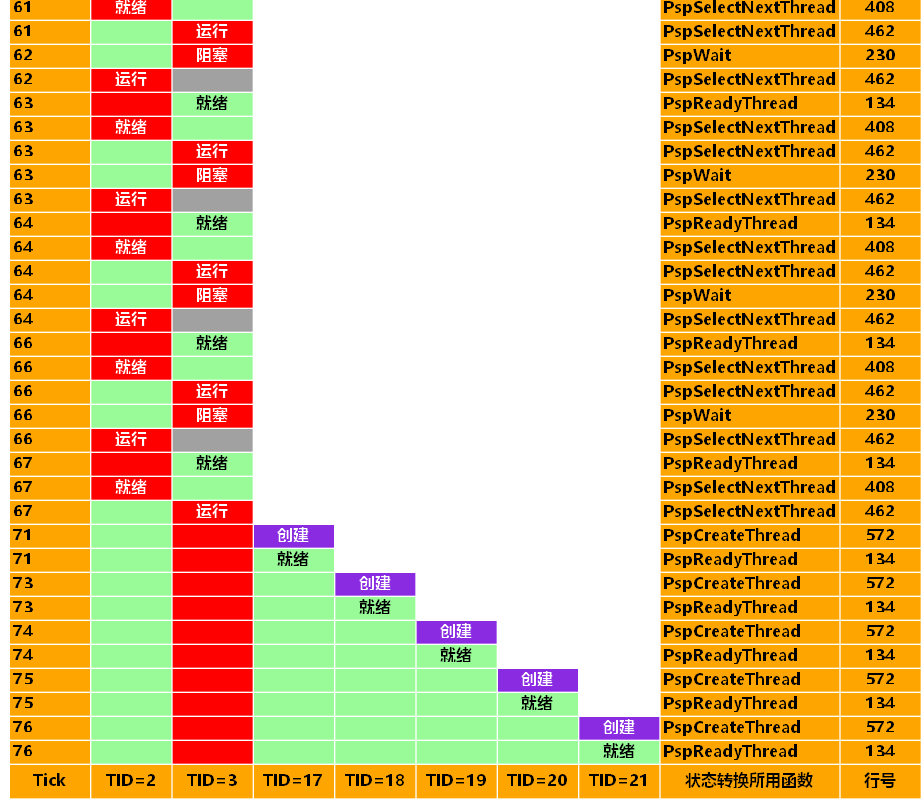 61 就绪 PspSelectNextThread 408
61 运行 PspSelectNextThread 462
62 阻塞 PspWait 230
62 运行 PspSelectNextThread 462
63 就绪 PspReadyThread 134
63 就绪 PspSelectNextThread 408
63 运行 PspSelectNextThread 462
63 阻塞 PspWait 230
63 运行 PspSelectNextThread 462
64 就绪 PspReadyThread 134
64 就绪 PspSelectNextThread 408
64 运行 PspSelectNextThread 462
64 阻塞 PspWait 230
64 运行 PspSelectNextThread 462
66 就绪 PspReadyThread 134
66 就绪 PspSelectNextThread 408
66 运行 PspSelectNextThread 462
66 阻塞 PspWait 230
66 运行 PspSelectNextThread 462
67 就绪 PspReadyThread 134
67 就绪 PspSelectNextThread 408
67 运行 PspSelectNextThread 462
71 创建 PspCreateThread 572
71 就绪 PspReadyThread 134
73 创建 PspCreateThread 572
73 就绪 PspReadyThread 134
74 创建 PspCreateThread 572
74 就绪 PspReadyThread 134
75 创建 PspCreateThread 572
75 就绪 PspReadyThread 134
76 创建 PspCreateThread 572
76 就绪 PspReadyThread 134
Tick TID=2 TID=3 TID=17 TID=18 TID=19 TID=20 TID=21 状态转换所用函数 行号